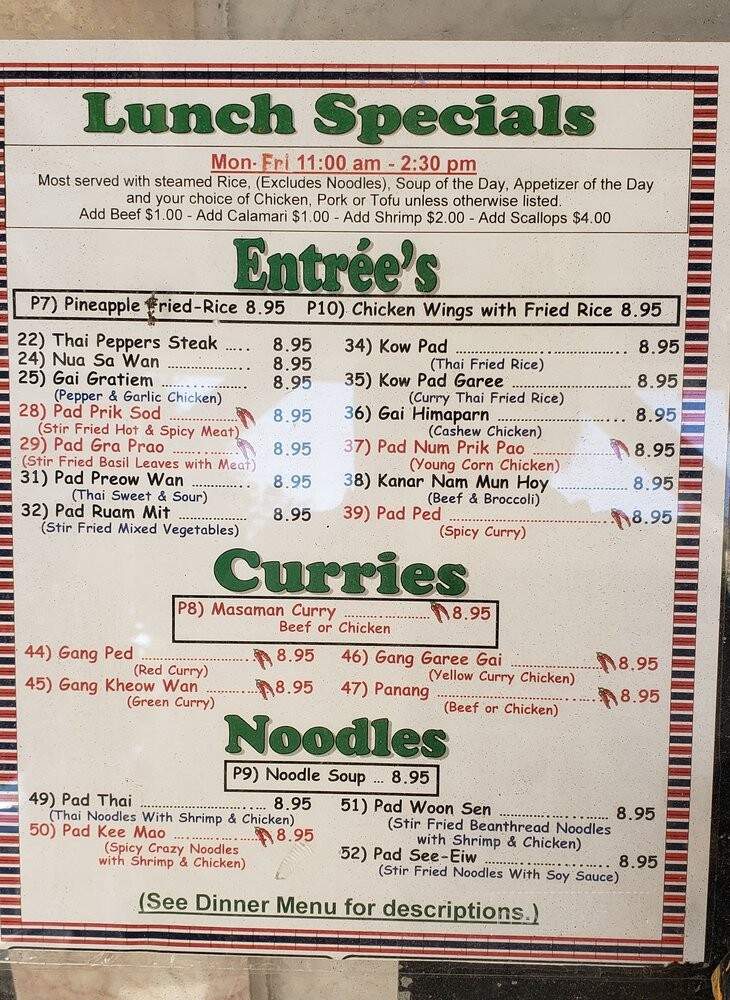 Lunch Specials
Mon-Fri 11:00 am - 2:30 pm
Most served with steamed Rice, (Excludes Noodles), Soup of the Day, Appetizer of the Day
and your choice of Chicken, Pork or Tofu unless otherwise listed.
Add Beef $1.00 - Add Calamari $1.00 - Add Shrimp $2.00 - Add Scallops $4.00
Entrée's
P7) Pineapple Fried-Rice 8.95 P10) Chicken Wings with Fried Rice 8.95
22) Thai Peppers Steak ..... 8.95
24) Nua Sa Wan ................ 8.95
25) Gai Gratiem ................. 8.95
(Pepper & Garlic Chicken)
28) Pad Prik Sod ................ 8.95
(Stir Fried Hot & Spicy Meat)
29) Pad Gra Prao .............. 8.95
(Stir Fried Basil Leaves with Meat)
31) Pad Preow Wan ........... 8.95
(Thai Sweet & Sour)
32) Pad Ruam Mit .............. 8.95
(Stir Fried Mixed Vegetables)
34) Kow Pad .................................... 8.95
(Thai Fried Rice)
35) Kow Pad Garee ........................ 8.95
(Curry Thai Fried Rice)
36) Gai Himaparn ........................... 8.95
(Cashew Chicken)
37) Pad Num Prik Pao .................. 8.95
(Young Corn Chicken)
38) Kanar Nam Mun Hoy .............. 8.95
(Beef & Broccoli)
39) Pad Ped ................................. 8.95
(Spicy Curry)
Curries
P8) Masaman Curry .................. 8.95
Beef or Chicken
44) Gang Ped ...................... 8.95
(Red Curry)
45) Gang Kheow Wan .......... 8.95
(Green Curry)
46) Gang Garee Gai .................. 8.95
(Yellow Curry Chicken)
47) Panang ................................. 8.95
(Beef or Chicken)
Noodles
P9) Noodle Soup ... 8.95
49) Pad Thai ........................ 8.95
(Thai Noodles With Shrimp & Chicken)
50) Pad Kee Mao ................ 8.95
(Spicy Crazy Noodles
with Shrimp & Chicken)
51) Pad Woon Sen ....................... 8.95
(Stir Fried Beanthread Noodles
with Shrimp & Chicken)
52) Pad See-Eiw .......................... 8.95
(Stir Fried Noodles With Soy Sauce)
(See Dinner Menu for descriptions.)